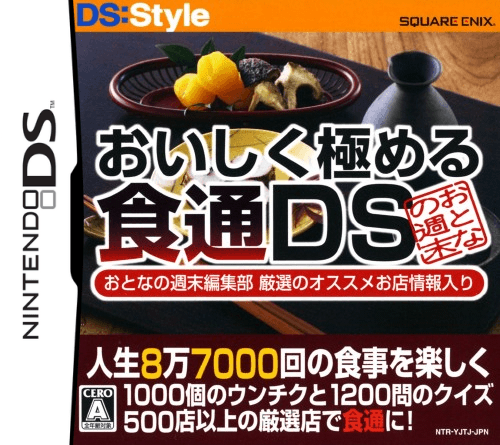 DS:Style
SQUARE ENIX
NINTENDO DS™
おいしく極める
食通DS
おとな
の週末
おとなの週末編集部 厳選のオススメお店情報入り
人生8万7000回の食事を楽しく
1000個のウンチクと1200問のクイズ
500店以上の厳選店で食通に!
CERO
A
全年齢対象
NTR-YJTJ-JPN